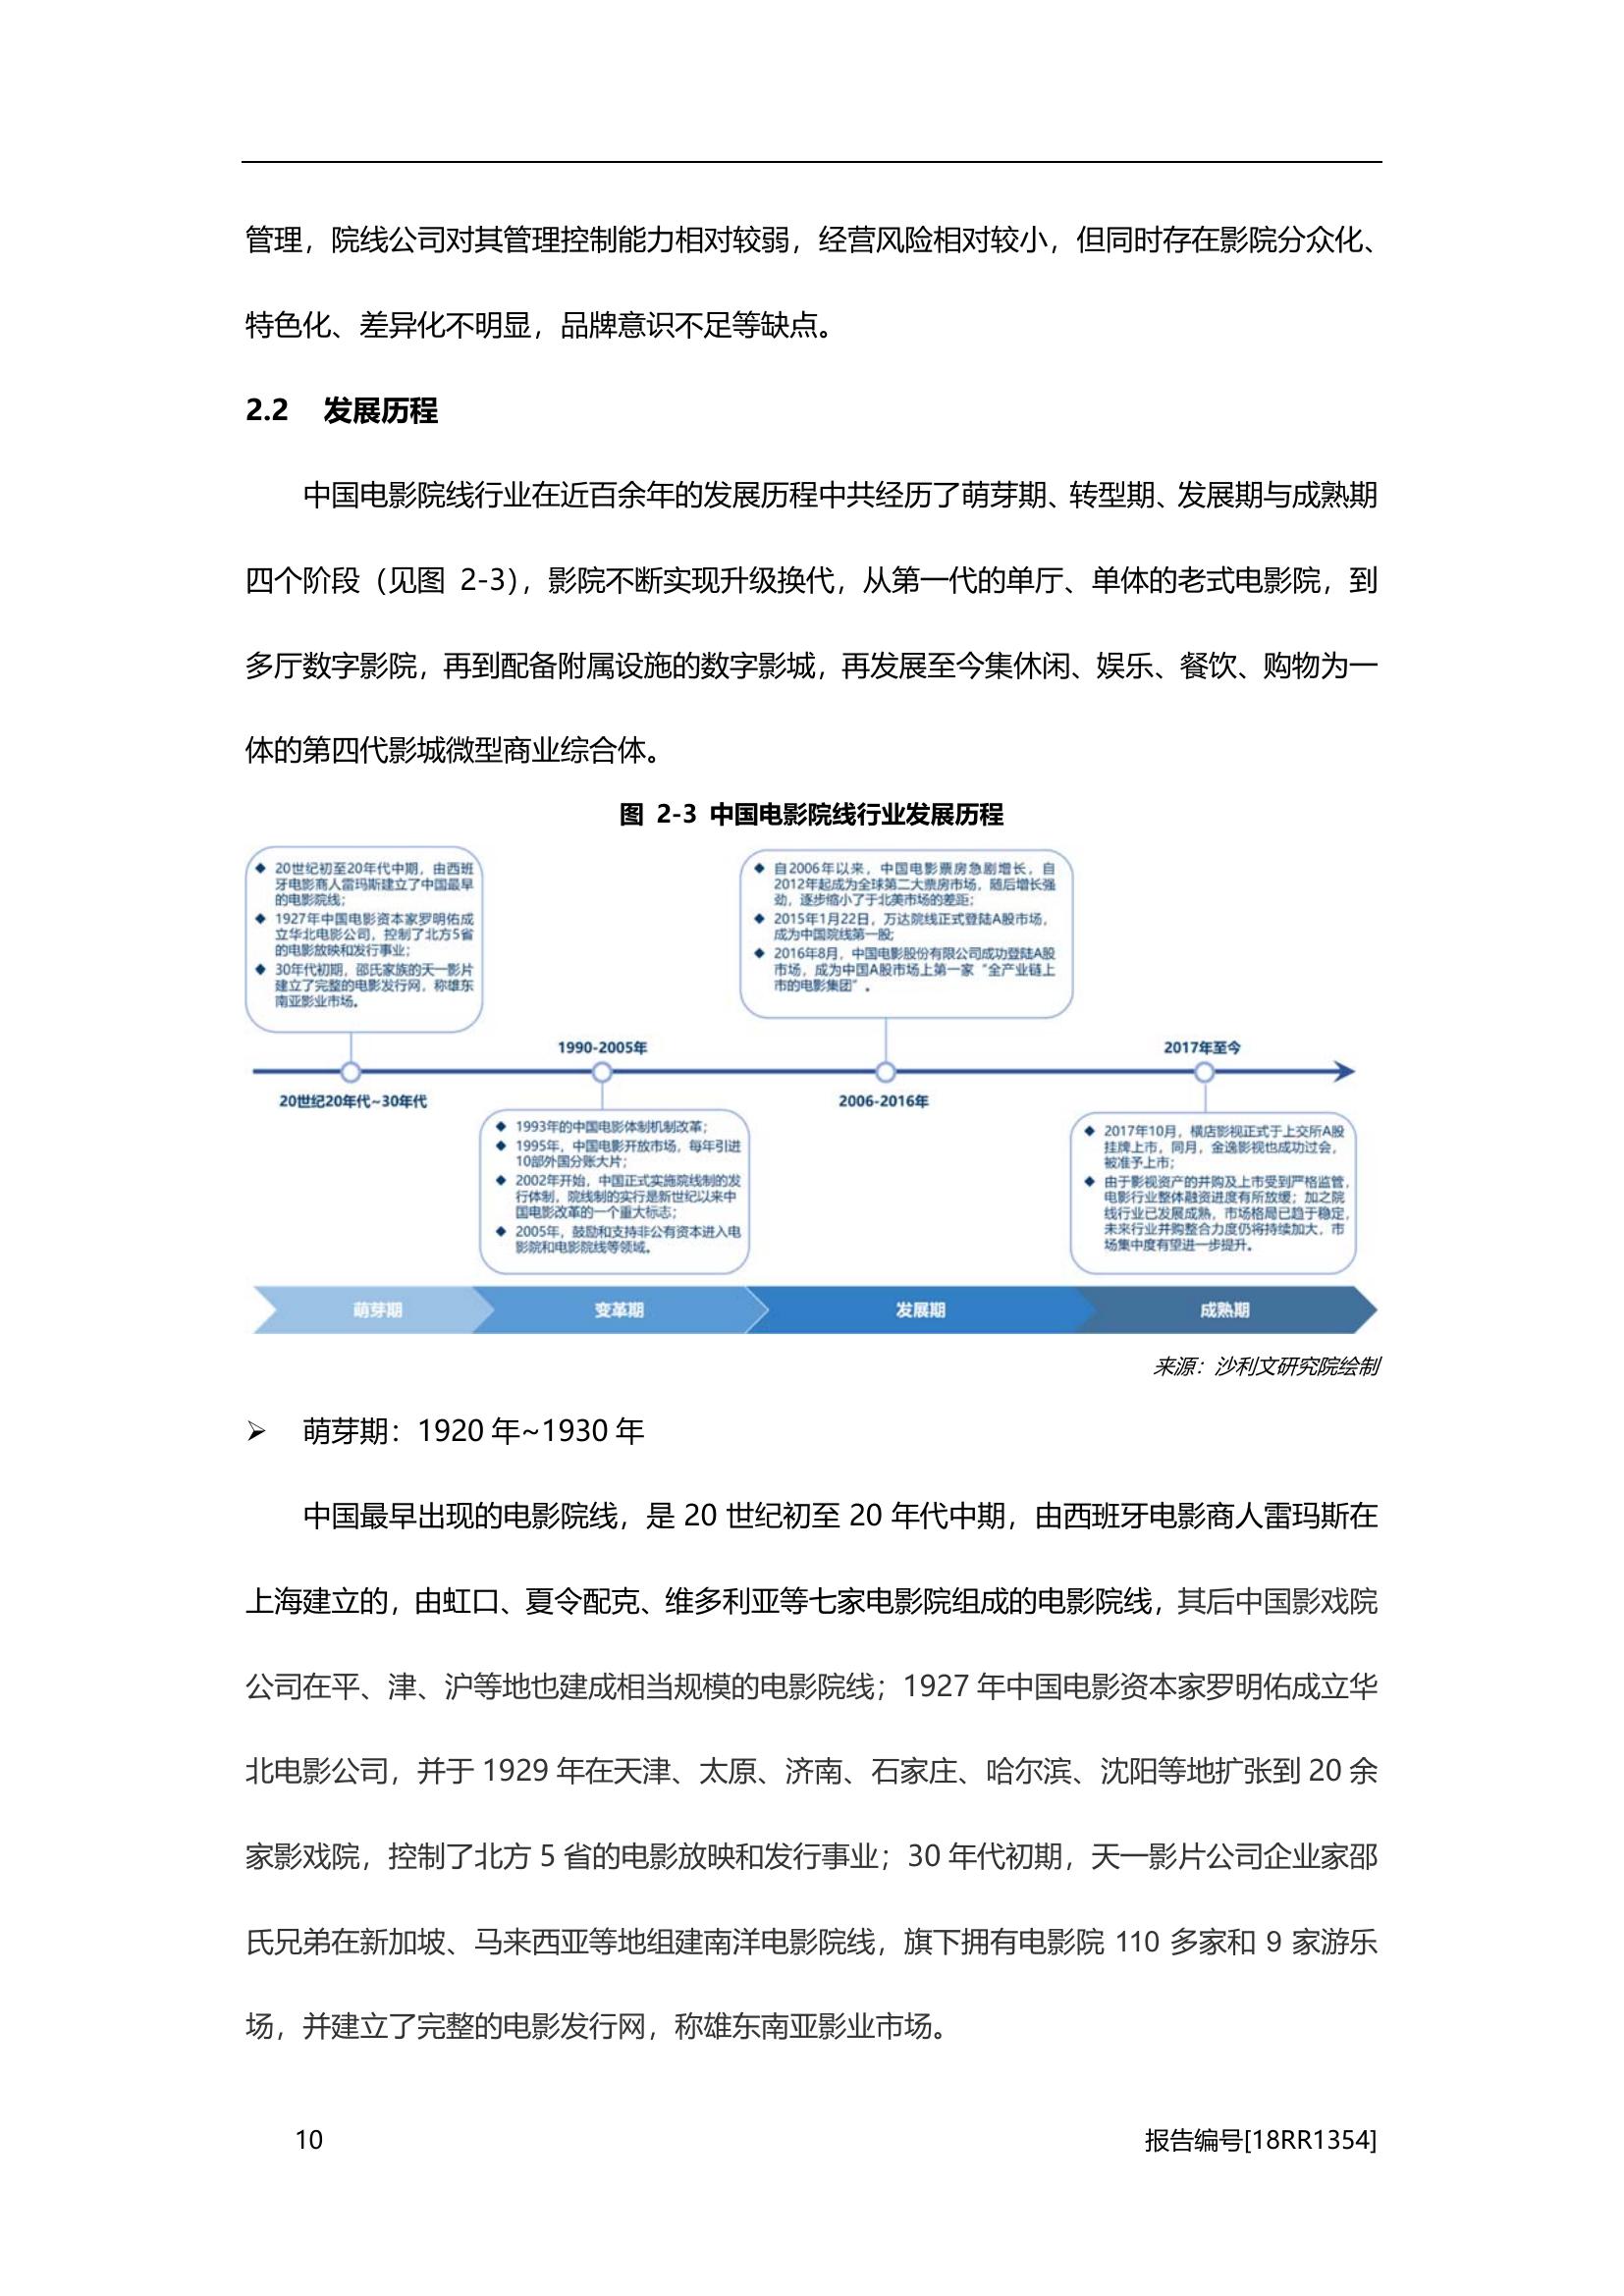 管理，院线公司对其管理控制能力相对较弱，经营风险相对较小，但同时存在影院分众化、
特色化、差异化不明显，品牌意识不足等缺点。
2.2 发展历程
中国电影院线行业在近百余年的发展历程中共经历了萌芽期、转型期、发展期与成熟期
四个阶段（见图 2-3），影院不断实现升级换代，从第一代的单厅、单体的老式电影院，到
多厅数字影院，再到配备附属设施的数字影城，再发展至今集休闲、娱乐、餐饮、购物为一
体的第四代影城微型商业综合体。
图 2-3 中国电影院线行业发展历程
◆ 20世纪初至20年代中期，由西班
牙电影商人雷玛斯建立了中国最早
的电影院线；
◆ 1927年中国电影资本家罗明佑成
立华北电影公司，控制了北方5省
的电影放映和发行事业；
◆ 30年代初期，邵氏家族的天一影片
建立了完整的电影发行网，称雄东
南亚影业市场。
◆ 自2006年以来，中国电影票房急剧增长，自
2012年起成为全球第二大票房市场，随后增长强
劲，逐步缩小了于北美市场的差距；
◆ 2015年1月22日，万达院线正式登陆A股市场，
成为中国院线第一股；
◆ 2016年8月，中国电影股份有限公司成功登陆A股
市场，成为中国A股市场上第一家“全产业链上
市的电影集团”。
1990-2005年
2017年至今
20世纪20年代~30年代
2006-2016年
◆ 1993年的中国电影体制机制改革；
◆ 1995年，中国电影开放市场，每年引进
10部外国分账大片；
◆ 2002年开始，中国正式实施院线制的发
行体制，院线制的实行是新世纪以来中
国电影改革的一个重大标志；
◆ 2005年，鼓励和支持非公有资本进入电
影院和电影院线等领域。
◆ 2017年10月，横店影视正式于上交所A股
挂牌上市，同月，金逸影视也成功过会，
被准予上市；
◆ 由于影视资产的并购及上市受到严格监管，
电影行业整体融资进度有所放缓；加之院
线行业已发展成熟，市场格局已趋于稳定，
未来行业并购整合力度仍将持续加大，市
场集中度有望进一步提升。
萌芽期
变革期
发展期
成熟期
来源：沙利文研究院绘制
➢ 萌芽期：1920 年~1930 年
中国最早出现的电影院线，是 20 世纪初至 20 年代中期，由西班牙电影商人雷玛斯在
上海建立的，由虹口、夏令配克、维多利亚等七家电影院组成的电影院线，其后中国影戏院
公司在平、津、沪等地也建成相当规模的电影院线；1927 年中国电影资本家罗明佑成立华
北电影公司，并于 1929 年在天津、太原、济南、石家庄、哈尔滨、沈阳等地扩张到 20 余
家影戏院，控制了北方 5 省的电影放映和发行事业；30 年代初期，天一影片公司企业家邵
氏兄弟在新加坡、马来西亚等地组建南洋电影院线，旗下拥有电影院 110 多家和 9 家游乐
场，并建立了完整的电影发行网，称雄东南亚影业市场。
10
报告编号[18RR1354]